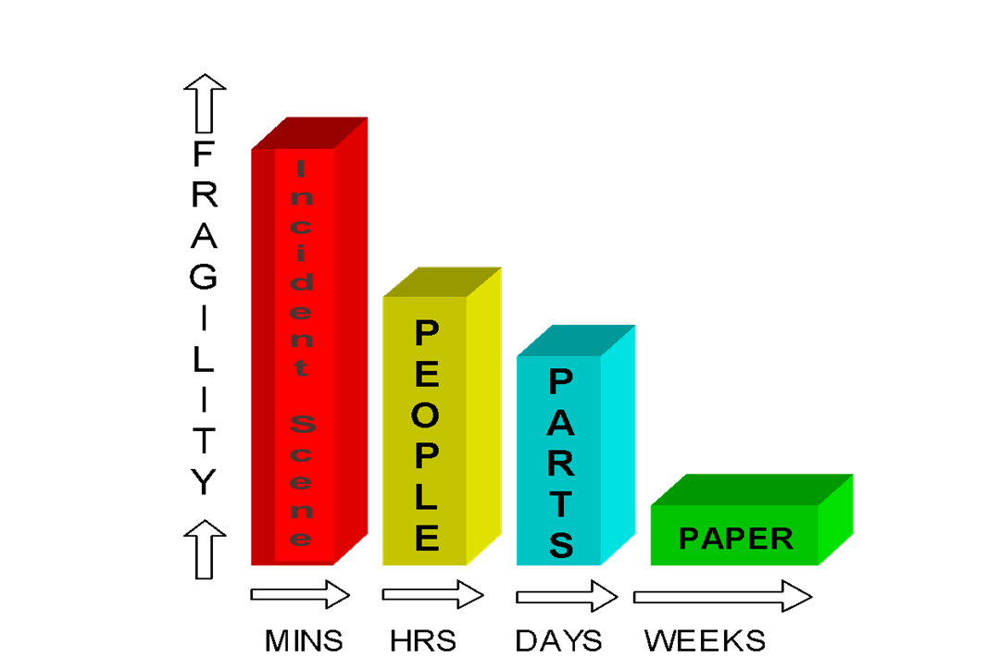 FRAGILITY
Incident Scene
PEOPLE
PARTS
PAPER
MINS
HRS
DAYS
WEEKS